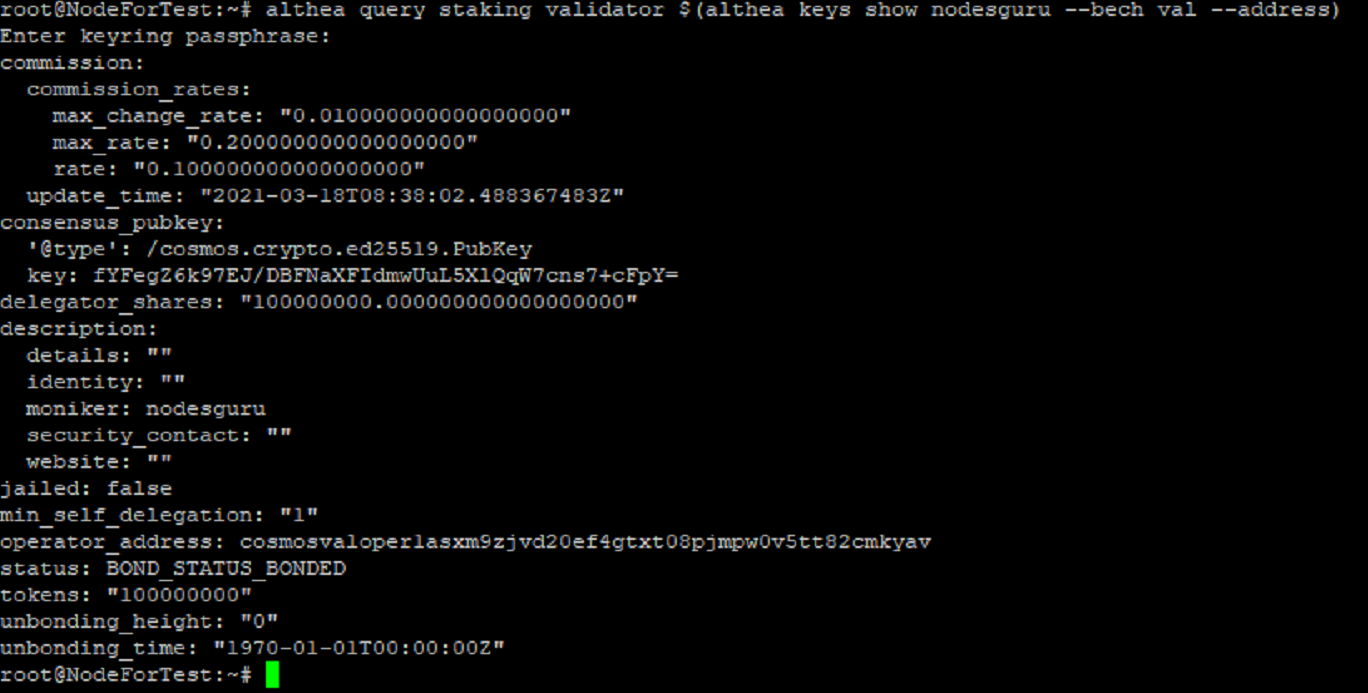 root@NodeForTest:~# althea query staking validator $(althea keys show nodesguru --bech val --address)
Enter keyring passphrase:
commission:
  commission_rates:
    max_change_rate: "0.010000000000000000"
    max_rate: "0.200000000000000000"
    rate: "0.100000000000000000"
  update_time: "2021-03-18T08:38:02.488367483Z"
consensus_pubkey:
  '@type': /cosmos.crypto.ed25519.PubKey
  key: fYFegZ6k97EJ/DBFNaXFIdmwUuL5XlQqW7cns7+cFpY=
delegator_shares: "100000000.000000000000000000"
description:
  details: ""
  identity: ""
  moniker: nodesguru
  security_contact: ""
  website: ""
jailed: false
min_self_delegation: "1"
operator_address: cosmosvaloper1asxm9zjvd20ef4gtxt08pjmpw0v5tt82cmkyav
status: BOND_STATUS_BONDED
tokens: "100000000"
unbonding_height: "0"
unbonding_time: "1970-01-01T00:00:00Z"
root@NodeForTest:~#